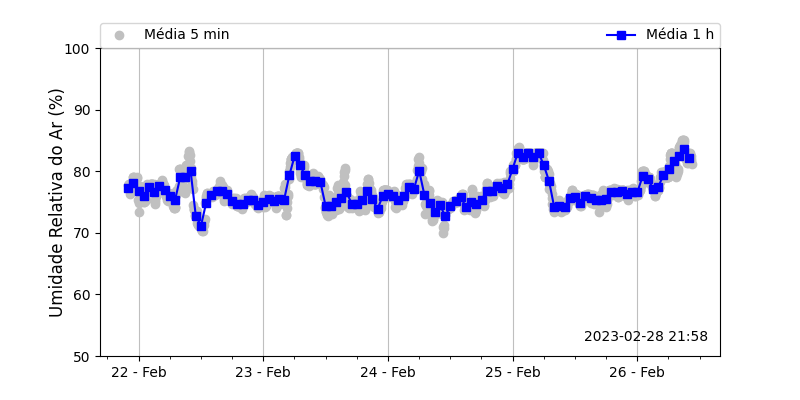 Média 5 min
Média 1 h
100
90
80
70
60
50
Umidade Relativa do Ar (%)
2023-02-28 21:58
22 - Feb
23 - Feb
24 - Feb
25 - Feb
26 - Feb